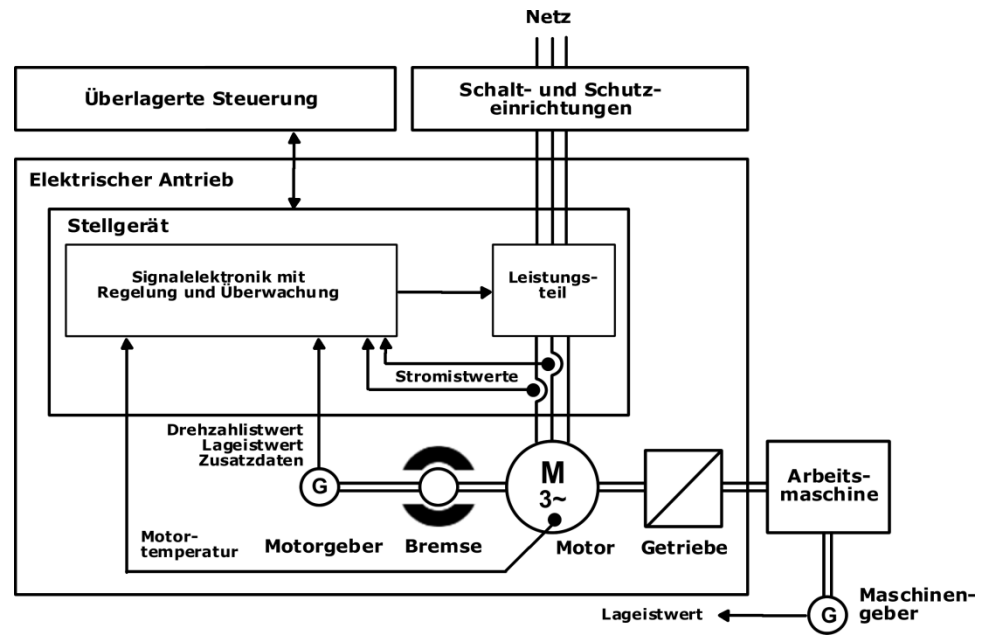 Netz
Überlagerte Steuerung
Schalt- und Schutz-
einrichtungen
Elektrischer Antrieb
Stellgerät
Signalelektronik mit
Regelung und Überwachung
Leistungs-
teil
Stromistwerte
Drehzahlistwert
Lageistwert
Zusatzdaten
G
M
3~
Arbeits-
maschine
Motor-
temperatur
Motorgeber
Bremse
Motor
Getriebe
Maschinen-
geber
Lageistwert
G